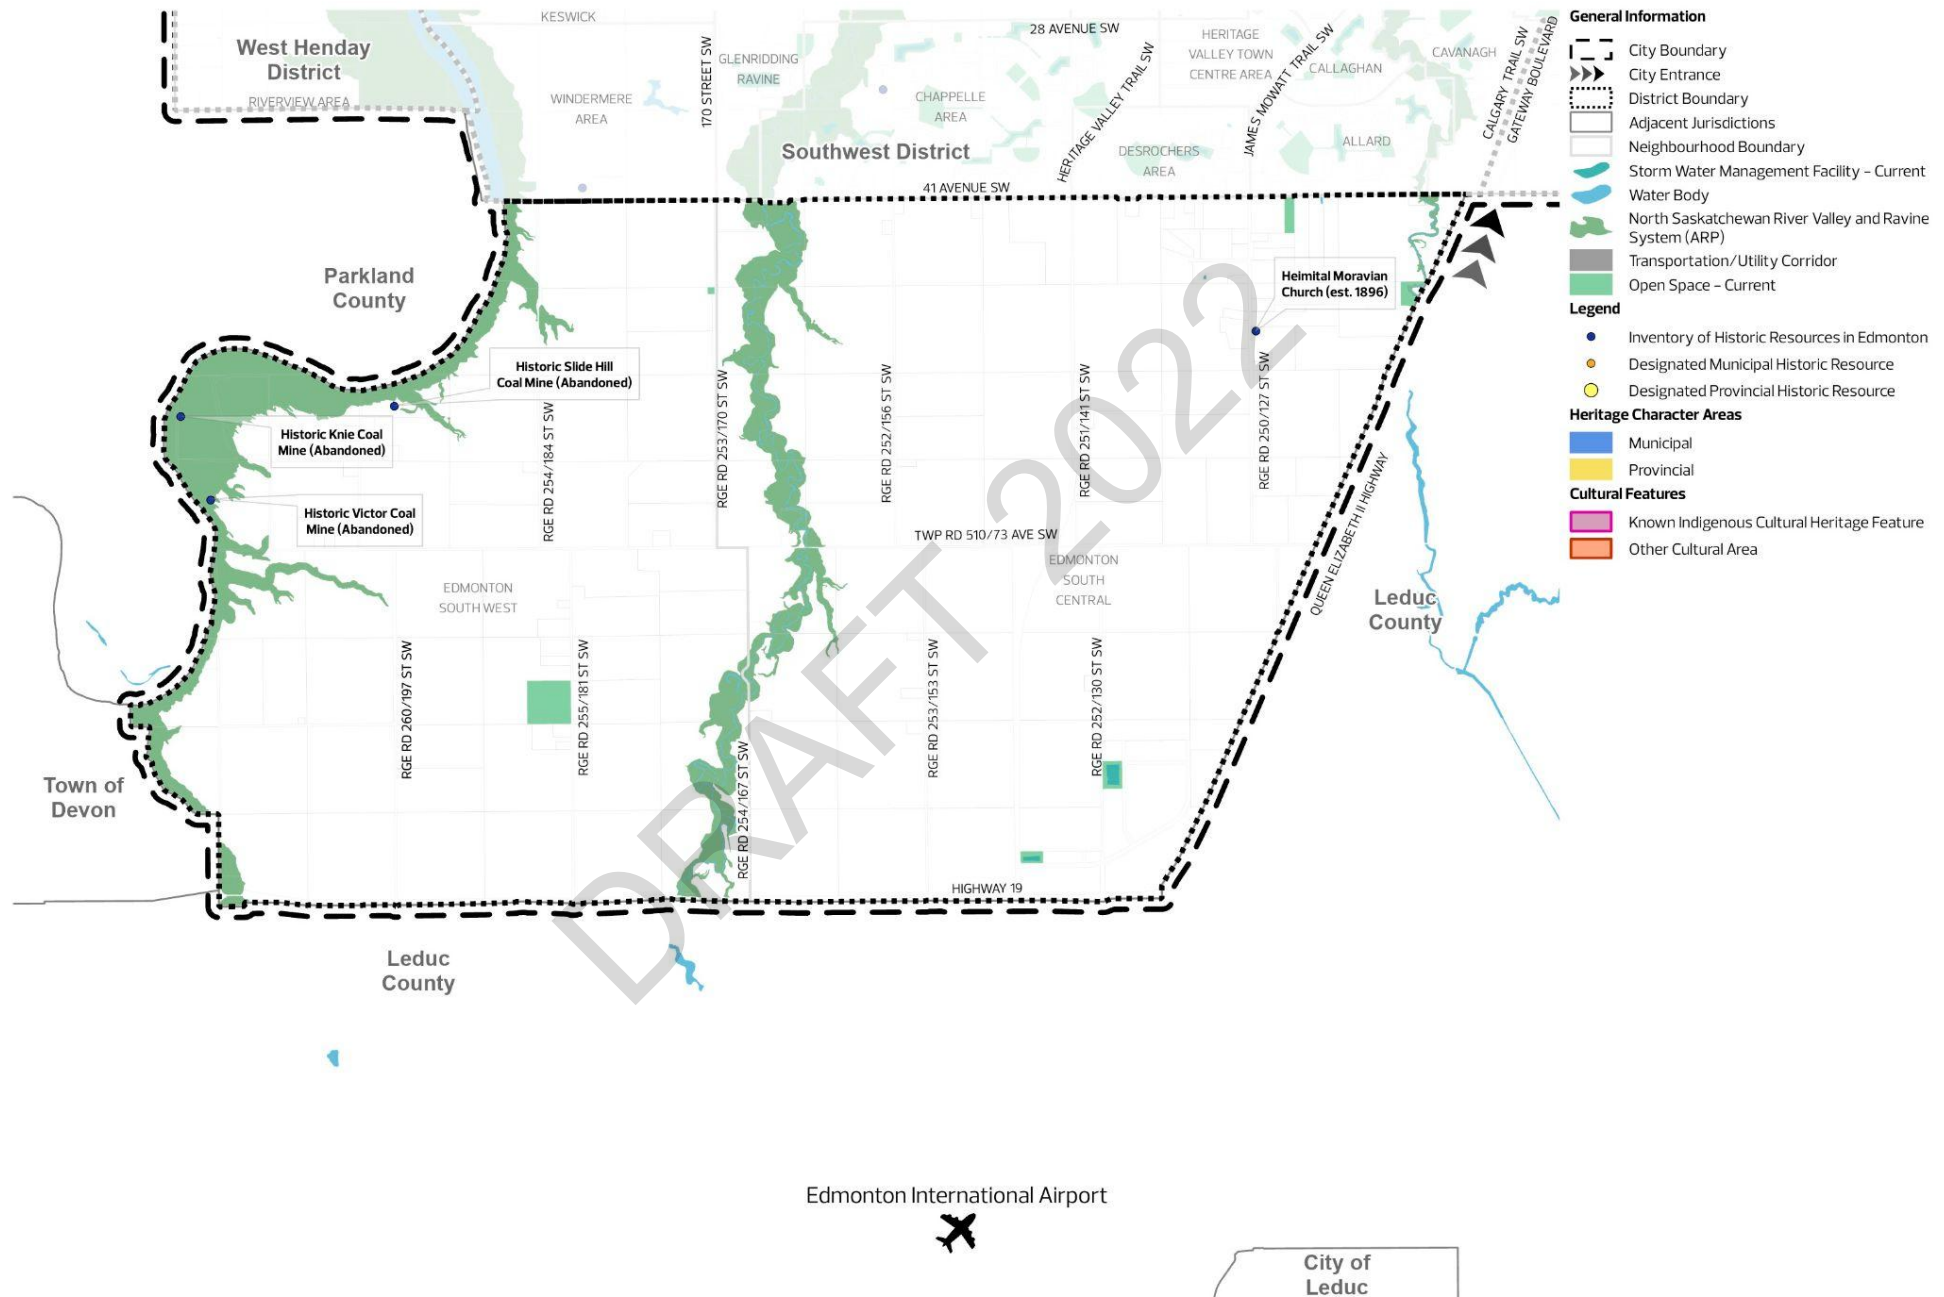 KESWICK
West Henday
District
RIVERVIEW AREA
WINDERMERE
AREA
170 STREET SW
GLENRIDDING
RAVINE
CHAPPELLE
AREA
Southwest District
28 AVENUE SW
HERITAGE VALLEY TRAIL SW
HERITAGE
VALLEY TOWN
CENTRE AREA
JAMES MOWATT TRAIL SW
CALLAGHAN
CAVANAGH
DESROCHERS
AREA
ALLARD
CALGARY TRAIL SW
GATEWAY BOULEVARD
41 AVENUE SW
Parkland
County
Heimital Moravian
Church (est. 1896)
Historic Slide Hill
Coal Mine (Abandoned)
Historic Knie Coal
Mine (Abandoned)
Historic Victor Coal
Mine (Abandoned)
RGE RD 254/184 ST SW
RGE RD 253/170 ST SW
RGE RD 252/156 ST SW
RGE RD 251/141 ST SW
RGE RD 250/127 ST SW
QUEEN ELIZABETH II HIGHWAY
TWP RD 510/73 AVE SW
EDMONTON
SOUTH WEST
EDMONTON
SOUTH
CENTRAL
Leduc
County
RGE RD 260/197 ST SW
RGE RD 255/181 ST SW
RGE RD 254/167 ST SW
RGE RD 253/153 ST SW
RGE RD 252/130 ST SW
Town of
Devon
HIGHWAY 19
Leduc
County
DRAFT 2022
Edmonton International Airport
City of
Leduc
General Information
City Boundary
City Entrance
District Boundary
Adjacent Jurisdictions
Neighbourhood Boundary
Storm Water Management Facility - Current
Water Body
North Saskatchewan River Valley and Ravine
System (ARP)
Transportation/Utility Corridor
Open Space - Current
Legend
Inventory of Historic Resources in Edmonton
Designated Municipal Historic Resource
Designated Provincial Historic Resource
Heritage Character Areas
Municipal
Provincial
Cultural Features
Known Indigenous Cultural Heritage Feature
Other Cultural Area